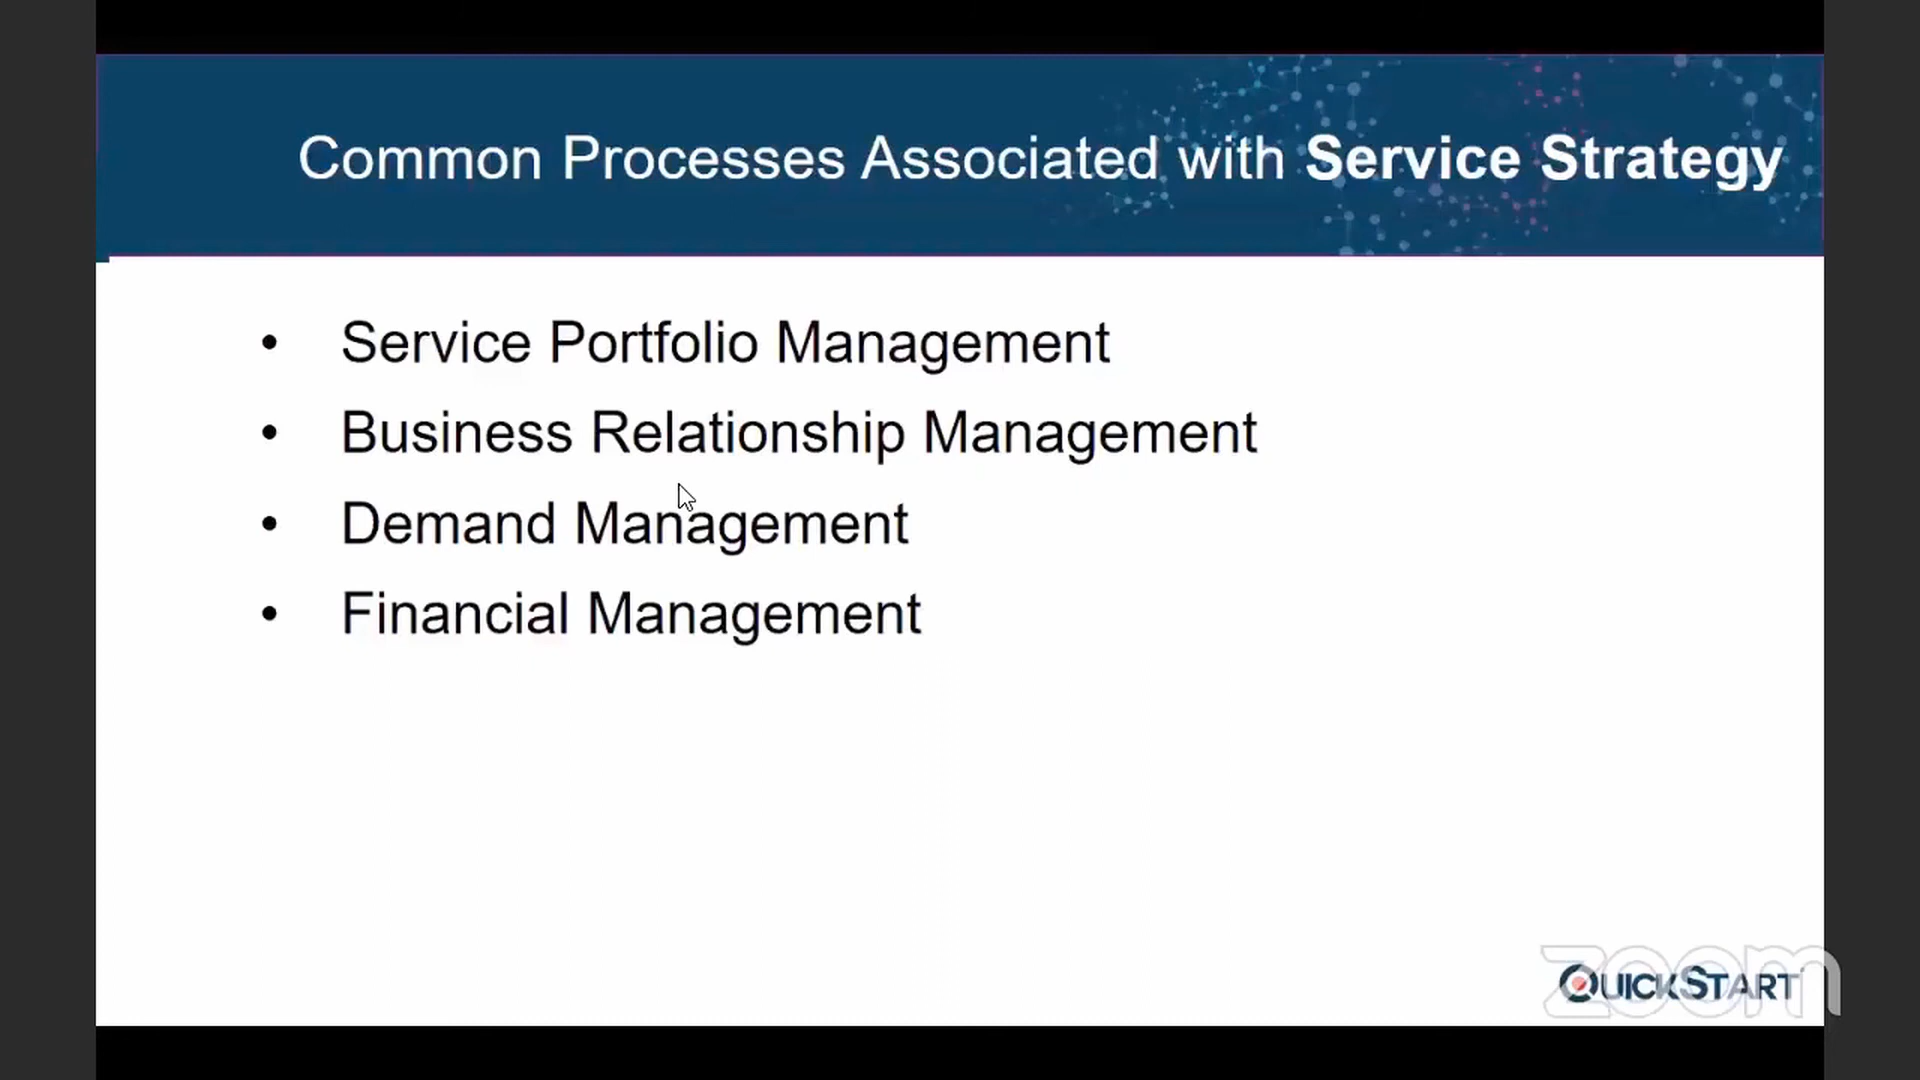 Common Processes Associated with Service Strategy
• Service Portfolio Management
• Business Relationship Management
• Demand Management
• Financial Management
QUICKSTART
zoom